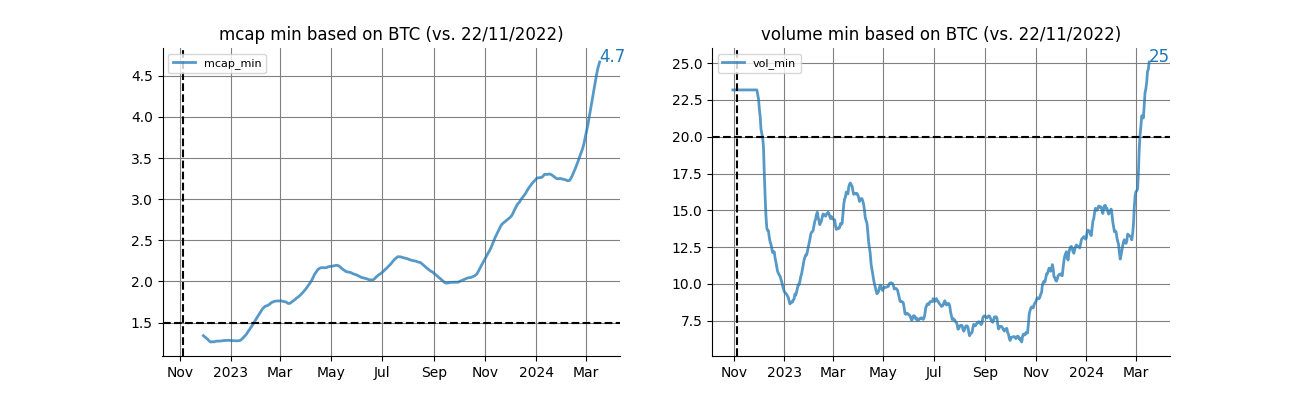 mcap min based on BTC (vs. 22/11/2022)
mcap_min
4.7
4.5
4.0
3.5
3.0
2.5
2.0
1.5
Nov 2023 Mar May Jul Sep Nov 2024 Mar
volume min based on BTC (vs. 22/11/2022)
vol_min
25
25.0
22.5
20.0
17.5
15.0
12.5
10.0
7.5
Nov 2023 Mar May Jul Sep Nov 2024 Mar